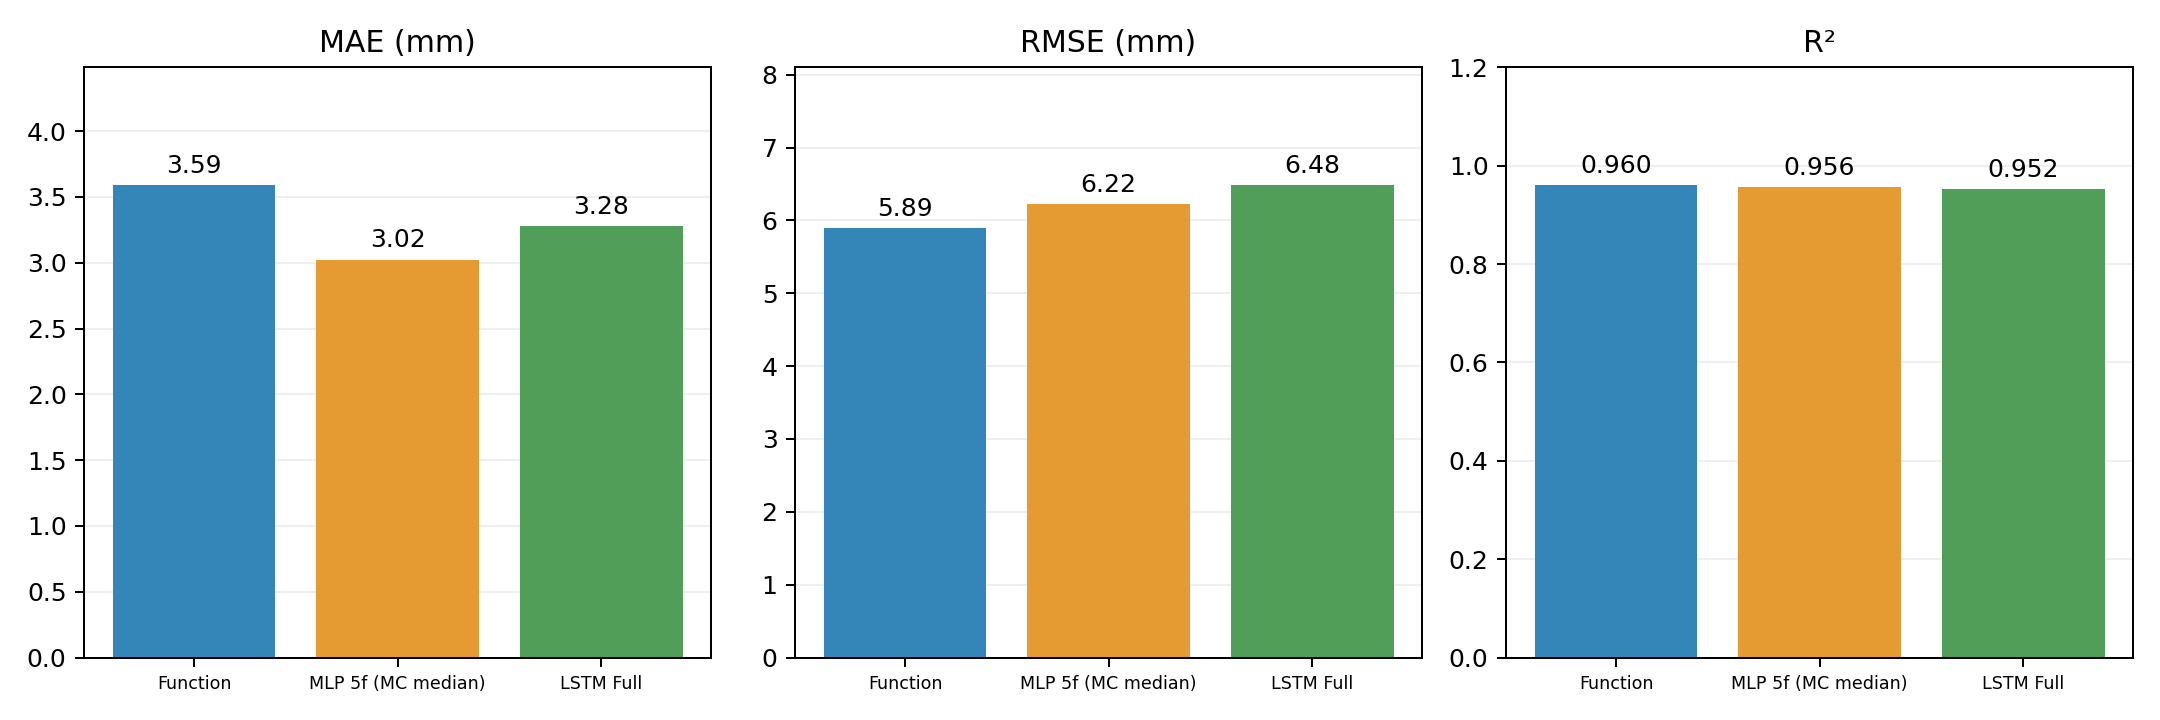 MAE (mm)
4.0
3.5
3.0
2.5
2.0
1.5
1.0
0.5
0.0
3.59
3.02
3.28
Function
MLP 5f (MC median)
LSTM Full
RMSE (mm)
8
7
6
5
4
3
2
1
0
5.89
6.22
6.48
Function
MLP 5f (MC median)
LSTM Full
R²
1.2
1.0
0.8
0.6
0.4
0.2
0.0
0.960
0.956
0.952
Function
MLP 5f (MC median)
LSTM Full